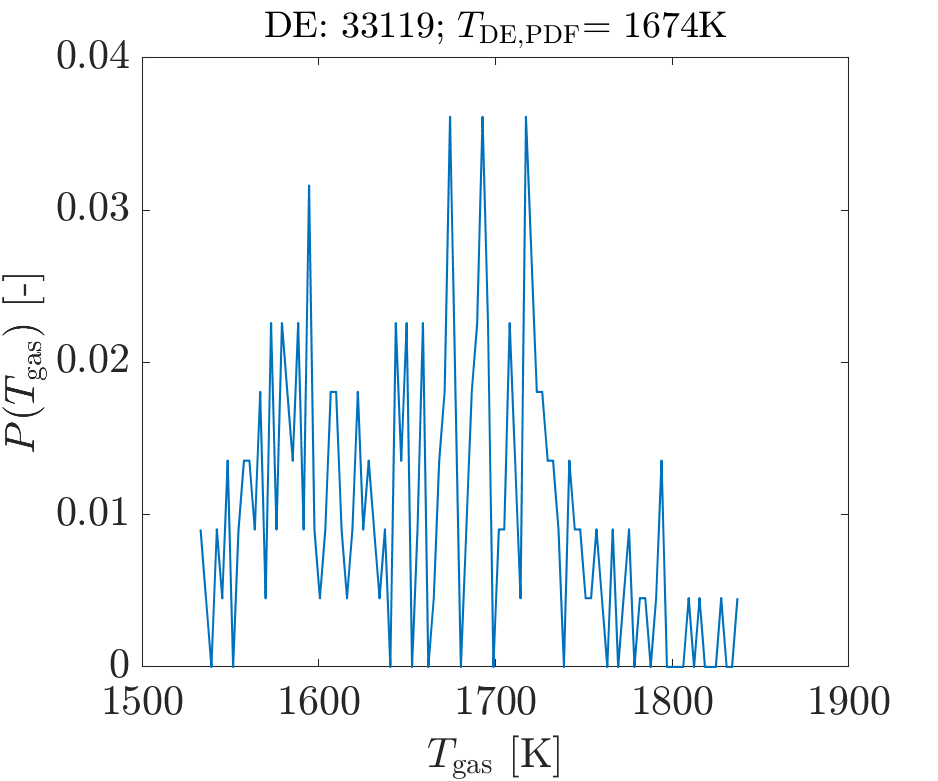 DE: 33119; T_DE,PDF= 1674K
0.04
0.03
0.02
0.01
0
P(T_gas) [-]
1500 1600 1700 1800 1900
T_gas [K]